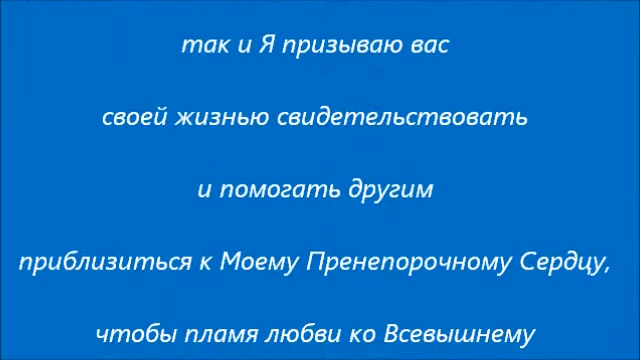 так и Я призываю вас
своей жизнью свидетельствовать
и помогать другим
приблизиться к Моему Пренепорочному Сердцу,
чтобы пламя любви ко Всевышнему